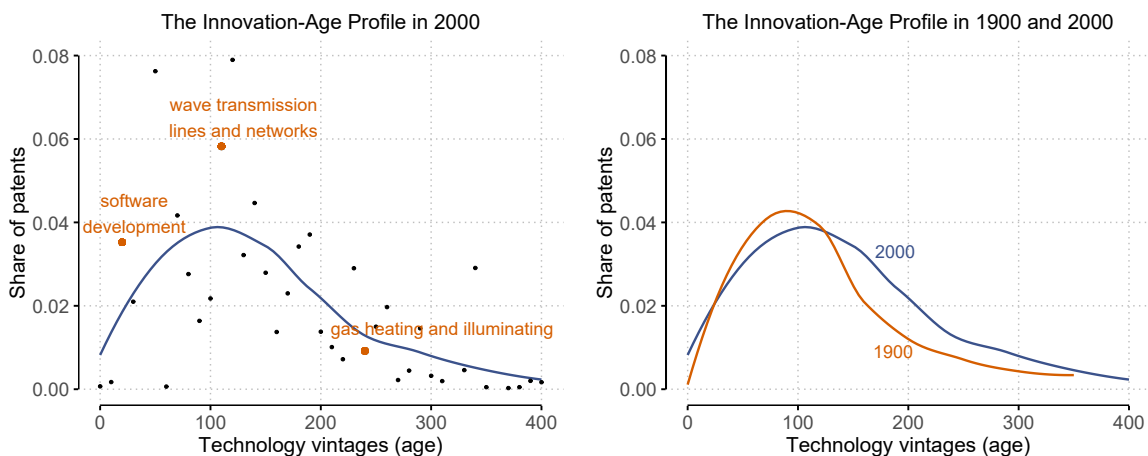 The Innovation-Age Profile in 2000
0.08
0.06
0.04
0.02
0.00
Share of patents
wave transmission
lines and networks
software
development
gas heating and illuminating
0
100
200
300
400
Technology vintages (age)
The Innovation-Age Profile in 1900 and 2000
0.08
0.06
0.04
0.02
0.00
Share of patents
2000
1900
0
100
200
300
400
Technology vintages (age)